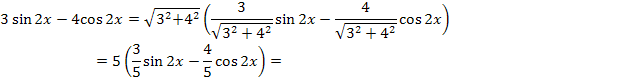 3 sin 2x − 4cos 2x = √(3²+4²) (3/√(3² + 4²) sin 2x − 4/√(3² + 4²) cos 2x)
= 5 (3/5 sin 2x − 4/5 cos 2x) =